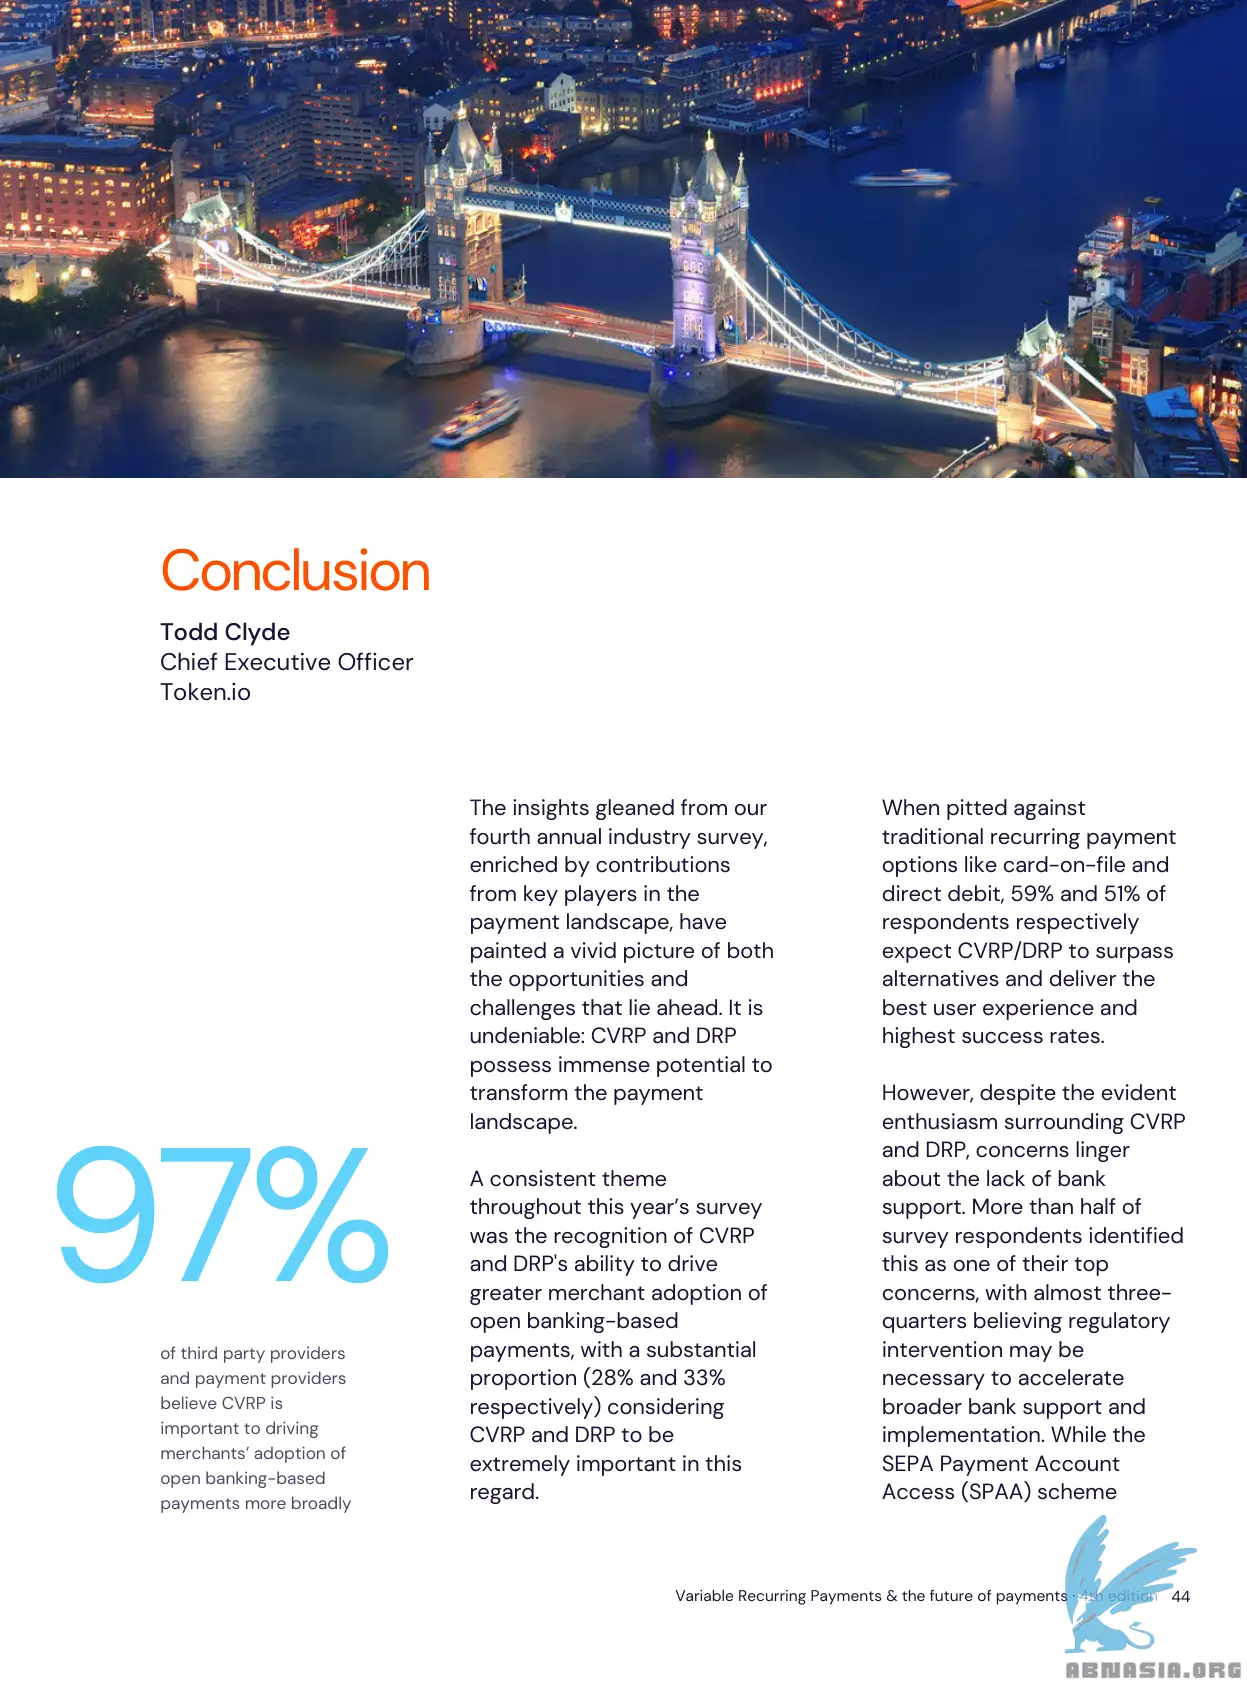 Conclusion
Todd Clyde
Chief Executive Officer
Token.io
97%
of third party providers
and payment providers
believe CVRP is
important to driving
merchants’ adoption of
open banking-based
payments more broadly
The insights gleaned from our
fourth annual industry survey,
enriched by contributions
from key players in the
payment landscape, have
painted a vivid picture of both
the opportunities and
challenges that lie ahead. It is
undeniable: CVRP and DRP
possess immense potential to
transform the payment
landscape.
A consistent theme
throughout this year’s survey
was the recognition of CVRP
and DRP's ability to drive
greater merchant adoption of
open banking-based
payments, with a substantial
proportion (28% and 33%
respectively) considering
CVRP and DRP to be
extremely important in this
regard.
When pitted against
traditional recurring payment
options like card-on-file and
direct debit, 59% and 51% of
respondents respectively
expect CVRP/DRP to surpass
alternatives and deliver the
best user experience and
highest success rates.
However, despite the evident
enthusiasm surrounding CVRP
and DRP, concerns linger
about the lack of bank
support. More than half of
survey respondents identified
this as one of their top
concerns, with almost three-
quarters believing regulatory
intervention may be
necessary to accelerate
broader bank support and
implementation. While the
SEPA Payment Account
Access (SPAA) scheme
Variable Recurring Payments & the future of payments · 4th edition 44
ABNASIA.ORG